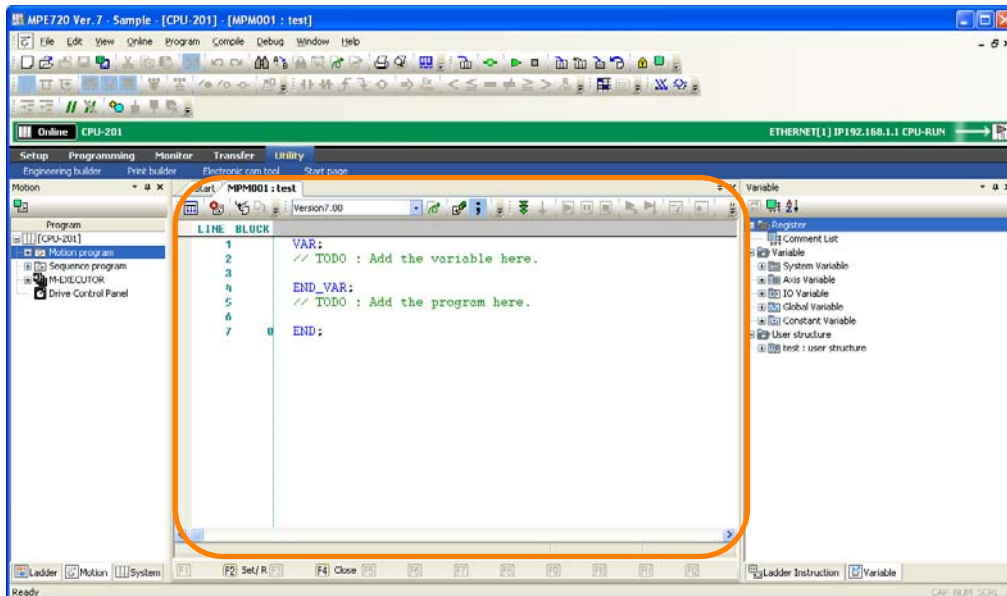 MPE720 Ver.7 - Sample - [CPU-201] - [MPM001 : test]
File Edit View Online Program Compile Debug Window Help
Online CPU-201 ETHERNET[1] IP192.168.1.1 CPU-RUN
Setup Programming Monitor Transfer Utility
Engineering builder Print builder Electronic cam tool Start page
Motion
Program
[CPU-201]
Motion program
Sequence program
M-EXECUTOR
Drive Control Panel
Start MPM001 : test
Version7.00
LINE BLOCK
1 VAR;
2 // TODO : Add the variable here.
3
4 END_VAR;
5 // TODO : Add the program here.
6
7 0 END;
Variable
Register
Comment List
Variable
System Variable
Axis Variable
IO Variable
Global Variable
Constant Variable
User structure
test : user structure
Ladder Motion System
F1 F2 Set/ R F3 F4 Close F5 F6 F7 F8 F9 F10 F11 F12
Ladder Instruction Variable
Ready CAP NUM SCRL